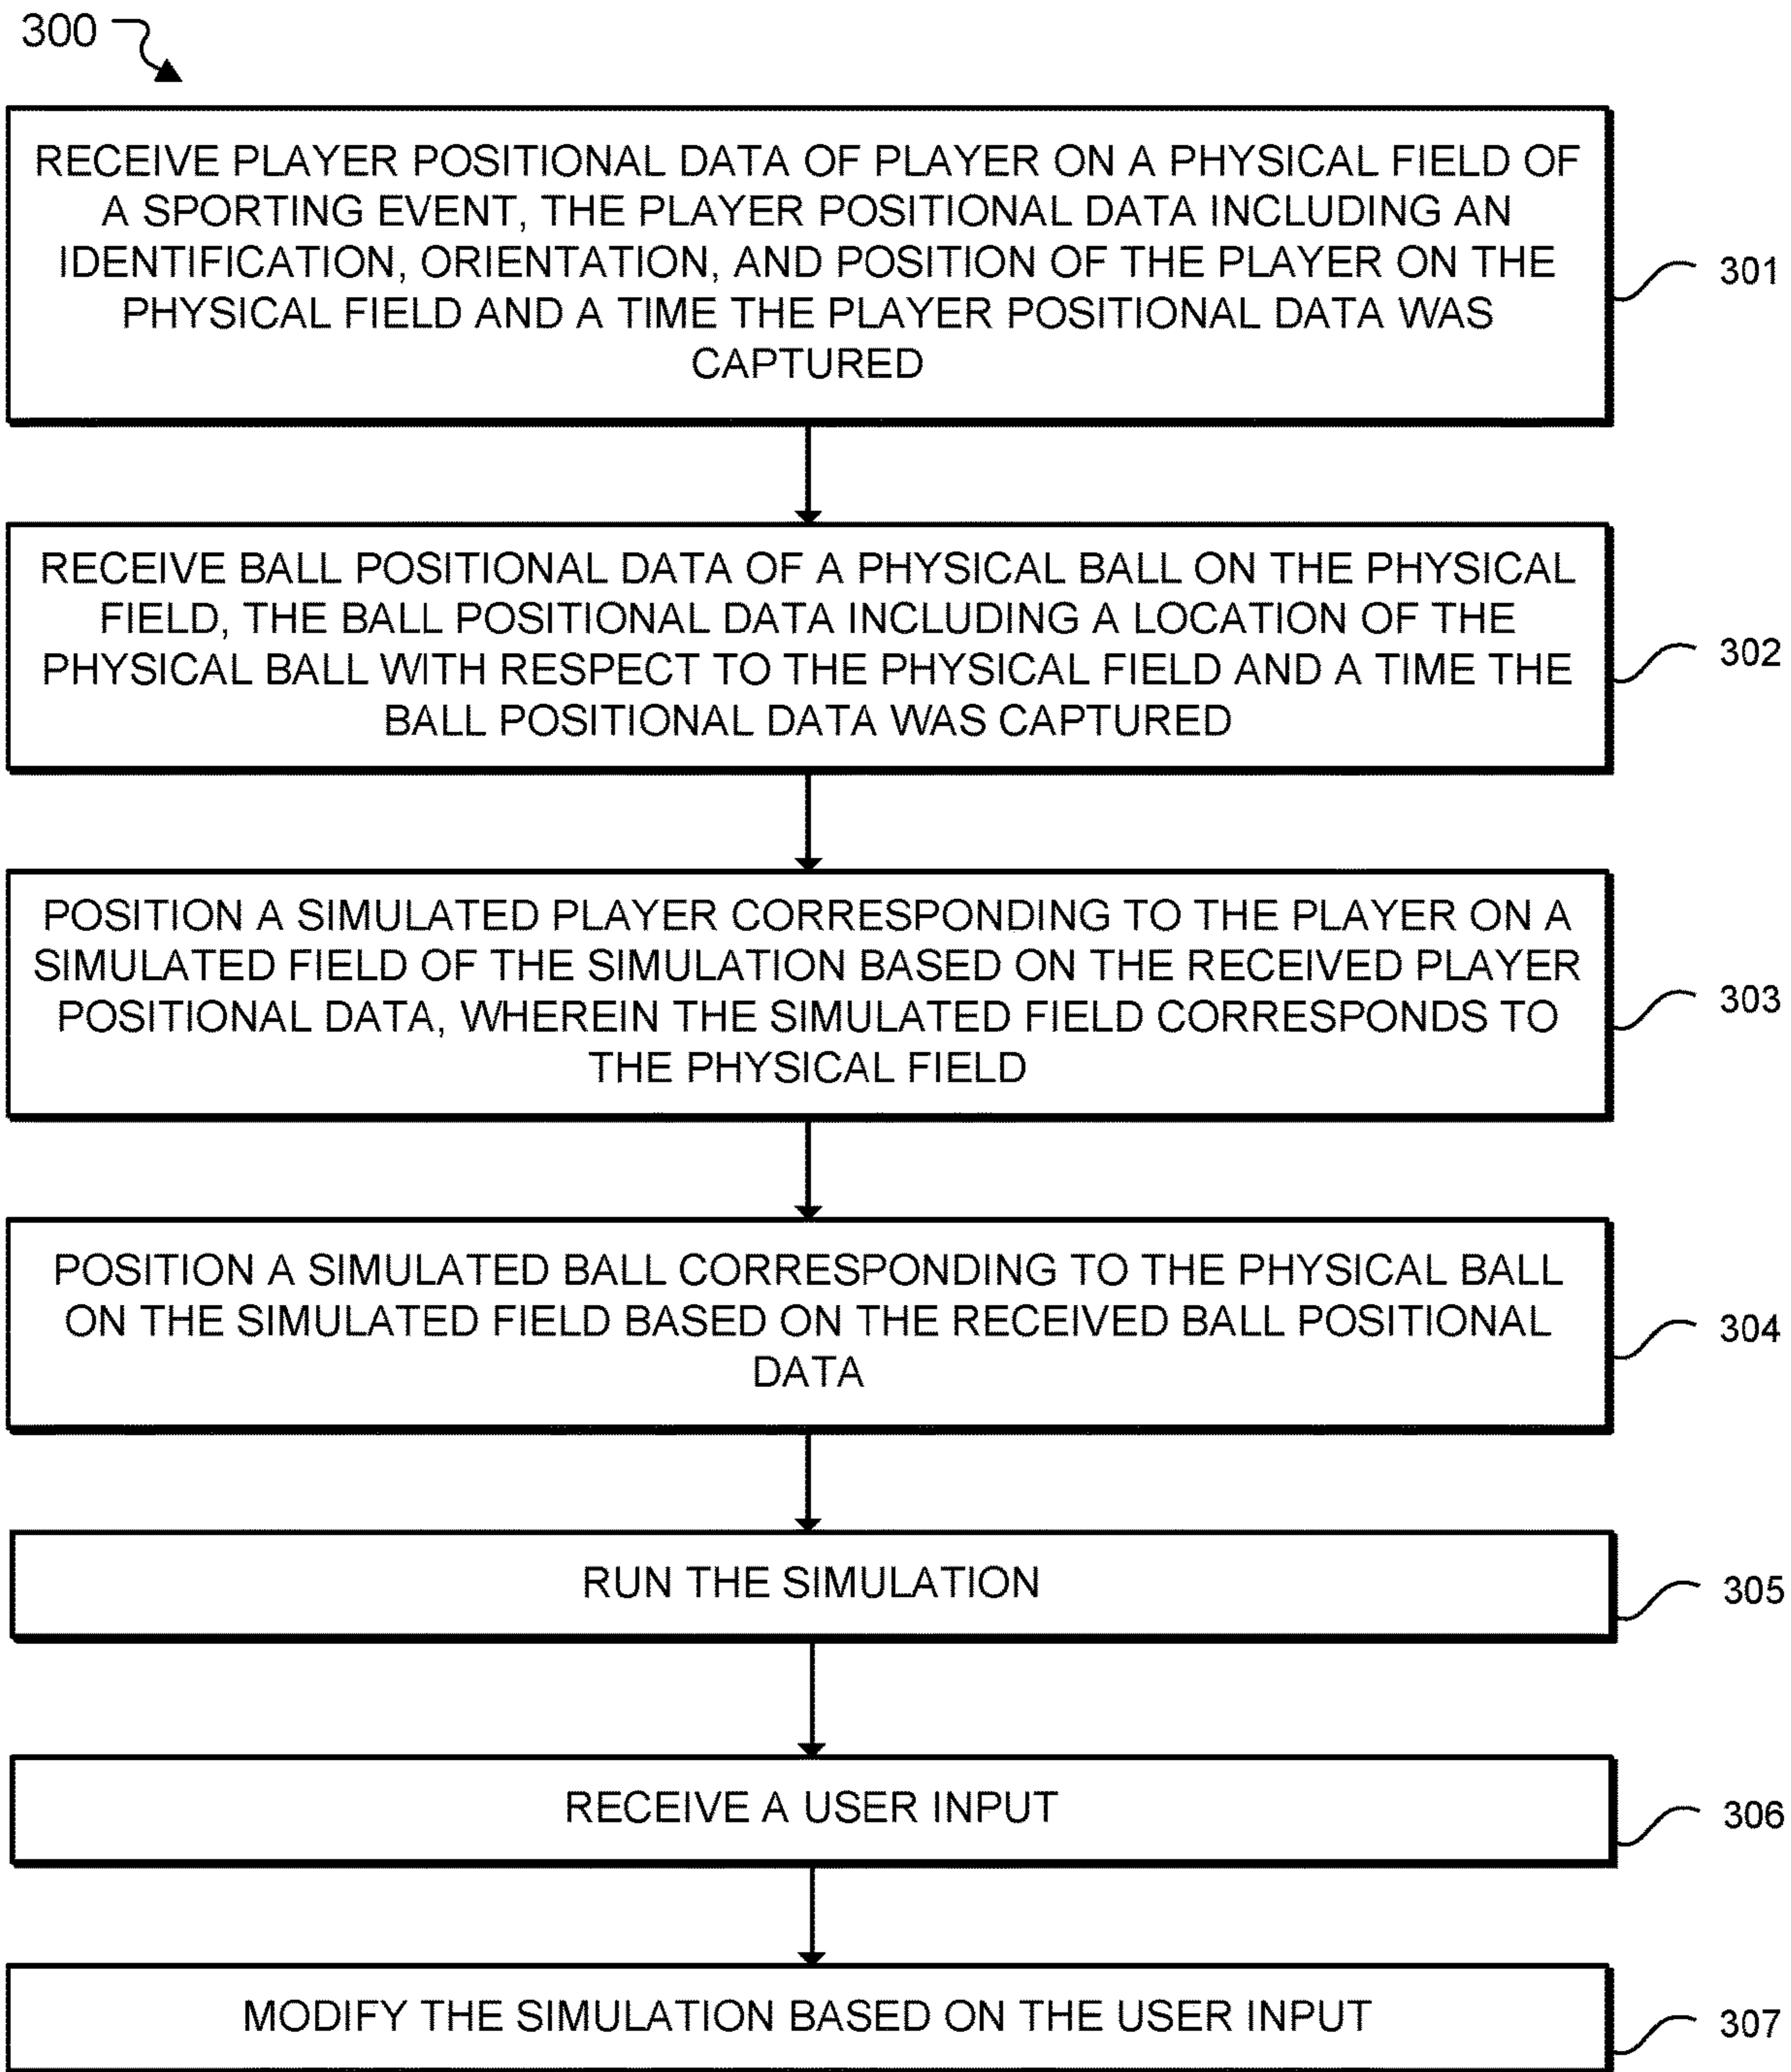 300
RECEIVE PLAYER POSITIONAL DATA OF PLAYER ON A PHYSICAL FIELD OF
A SPORTING EVENT, THE PLAYER POSITIONAL DATA INCLUDING AN
IDENTIFICATION, ORIENTATION, AND POSITION OF THE PLAYER ON THE
PHYSICAL FIELD AND A TIME THE PLAYER POSITIONAL DATA WAS
CAPTURED
301
RECEIVE BALL POSITIONAL DATA OF A PHYSICAL BALL ON THE PHYSICAL
FIELD, THE BALL POSITIONAL DATA INCLUDING A LOCATION OF THE
PHYSICAL BALL WITH RESPECT TO THE PHYSICAL FIELD AND A TIME THE
BALL POSITIONAL DATA WAS CAPTURED
302
POSITION A SIMULATED PLAYER CORRESPONDING TO THE PLAYER ON A
SIMULATED FIELD OF THE SIMULATION BASED ON THE RECEIVED PLAYER
POSITIONAL DATA, WHEREIN THE SIMULATED FIELD CORRESPONDS TO
THE PHYSICAL FIELD
303
POSITION A SIMULATED BALL CORRESPONDING TO THE PHYSICAL BALL
ON THE SIMULATED FIELD BASED ON THE RECEIVED BALL POSITIONAL
DATA
304
RUN THE SIMULATION
305
RECEIVE A USER INPUT
306
MODIFY THE SIMULATION BASED ON THE USER INPUT
307